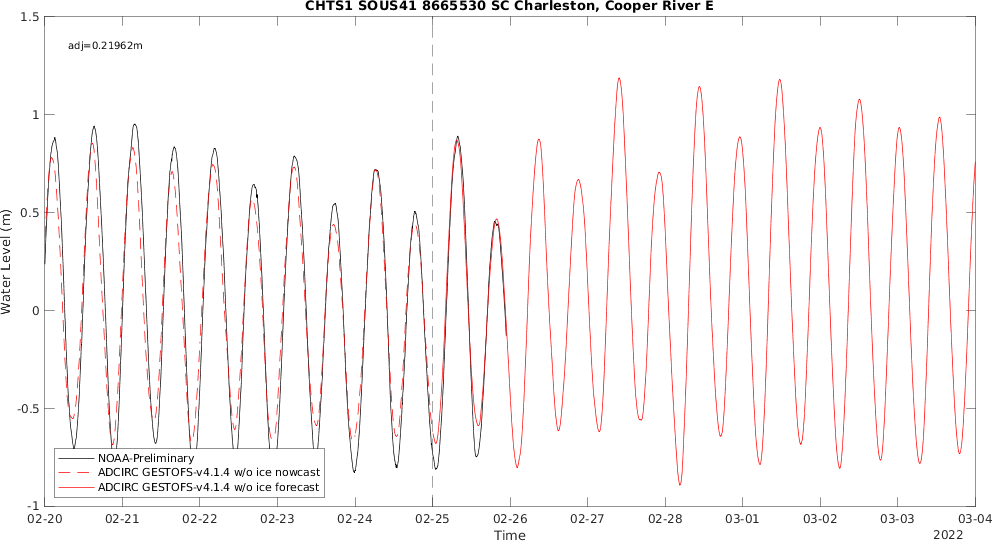 CHTS1 SOUS41 8665530 SC Charleston, Cooper River E
adj=0.21962m
1.5
1
0.5
0
-0.5
-1
Water Level (m)
NOAA-Preliminary
ADCIRC GESTOFS-v4.1.4 w/o ice nowcast
ADCIRC GESTOFS-v4.1.4 w/o ice forecast
02-20 02-21 02-22 02-23 02-24 02-25 02-26 02-27 02-28 03-01 03-02 03-03 03-04
Time
2022